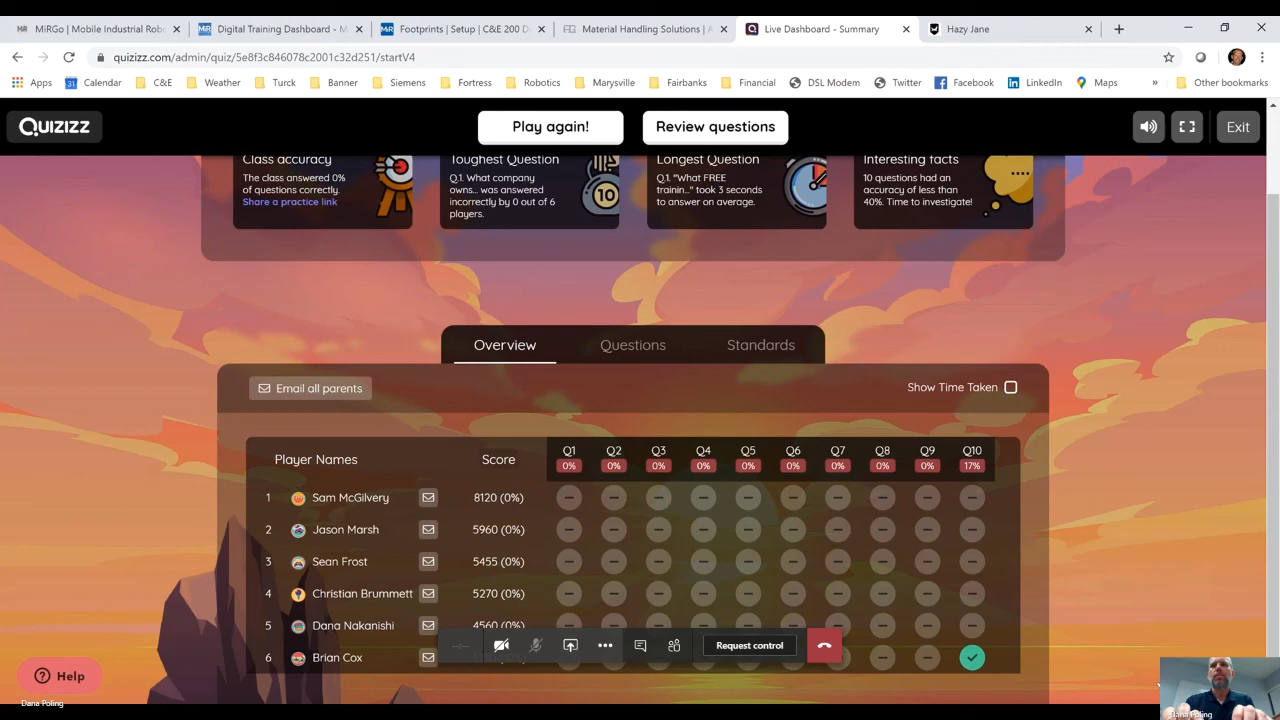 MiRGo | Mobile Industrial Robo
Digital Training Dashboard - M
Footprints | Setup | C&E 200 D
Material Handling Solutions | A
Live Dashboard - Summary
Hazy Jane
quizizz.com/admin/quiz/5e8f3c846078c2001c32d251/startV4
Apps
Calendar
C&E
Weather
Turck
Banner
Siemens
Fortress
Robotics
Marysville
Fairbanks
Financial
DSL Modem
Twitter
Facebook
LinkedIn
Maps
»
Other bookmarks
QUIZIZZ
Play again!
Review questions
Exit
Class accuracy
The class answered 0%
of questions correctly.
Share a practice link
Toughest Question
Q.1. What company
owns... was answered
incorrectly by 0 out of 6
players.
10
Longest Question
Q.1. "What FREE
trainin..." took 3 seconds
to answer on average.
Interesting facts
10 questions had an
accuracy of less than
40%. Time to investigate!
Overview
Questions
Standards
Email all parents
Show Time Taken
Player Names Score Q1 Q2 Q3 Q4 Q5 Q6 Q7 Q8 Q9 Q10
0% 0% 0% 0% 0% 0% 0% 0% 0% 17%
1 Sam McGilvery 8120 (0%)
2 Jason Marsh 5960 (0%)
3 Sean Frost 5455 (0%)
4 Christian Brummett 5270 (0%)
5 Dana Nakanishi 4560 (0%)
6 Brian Cox
Request control
Help
Dana Poling
Dana Poling